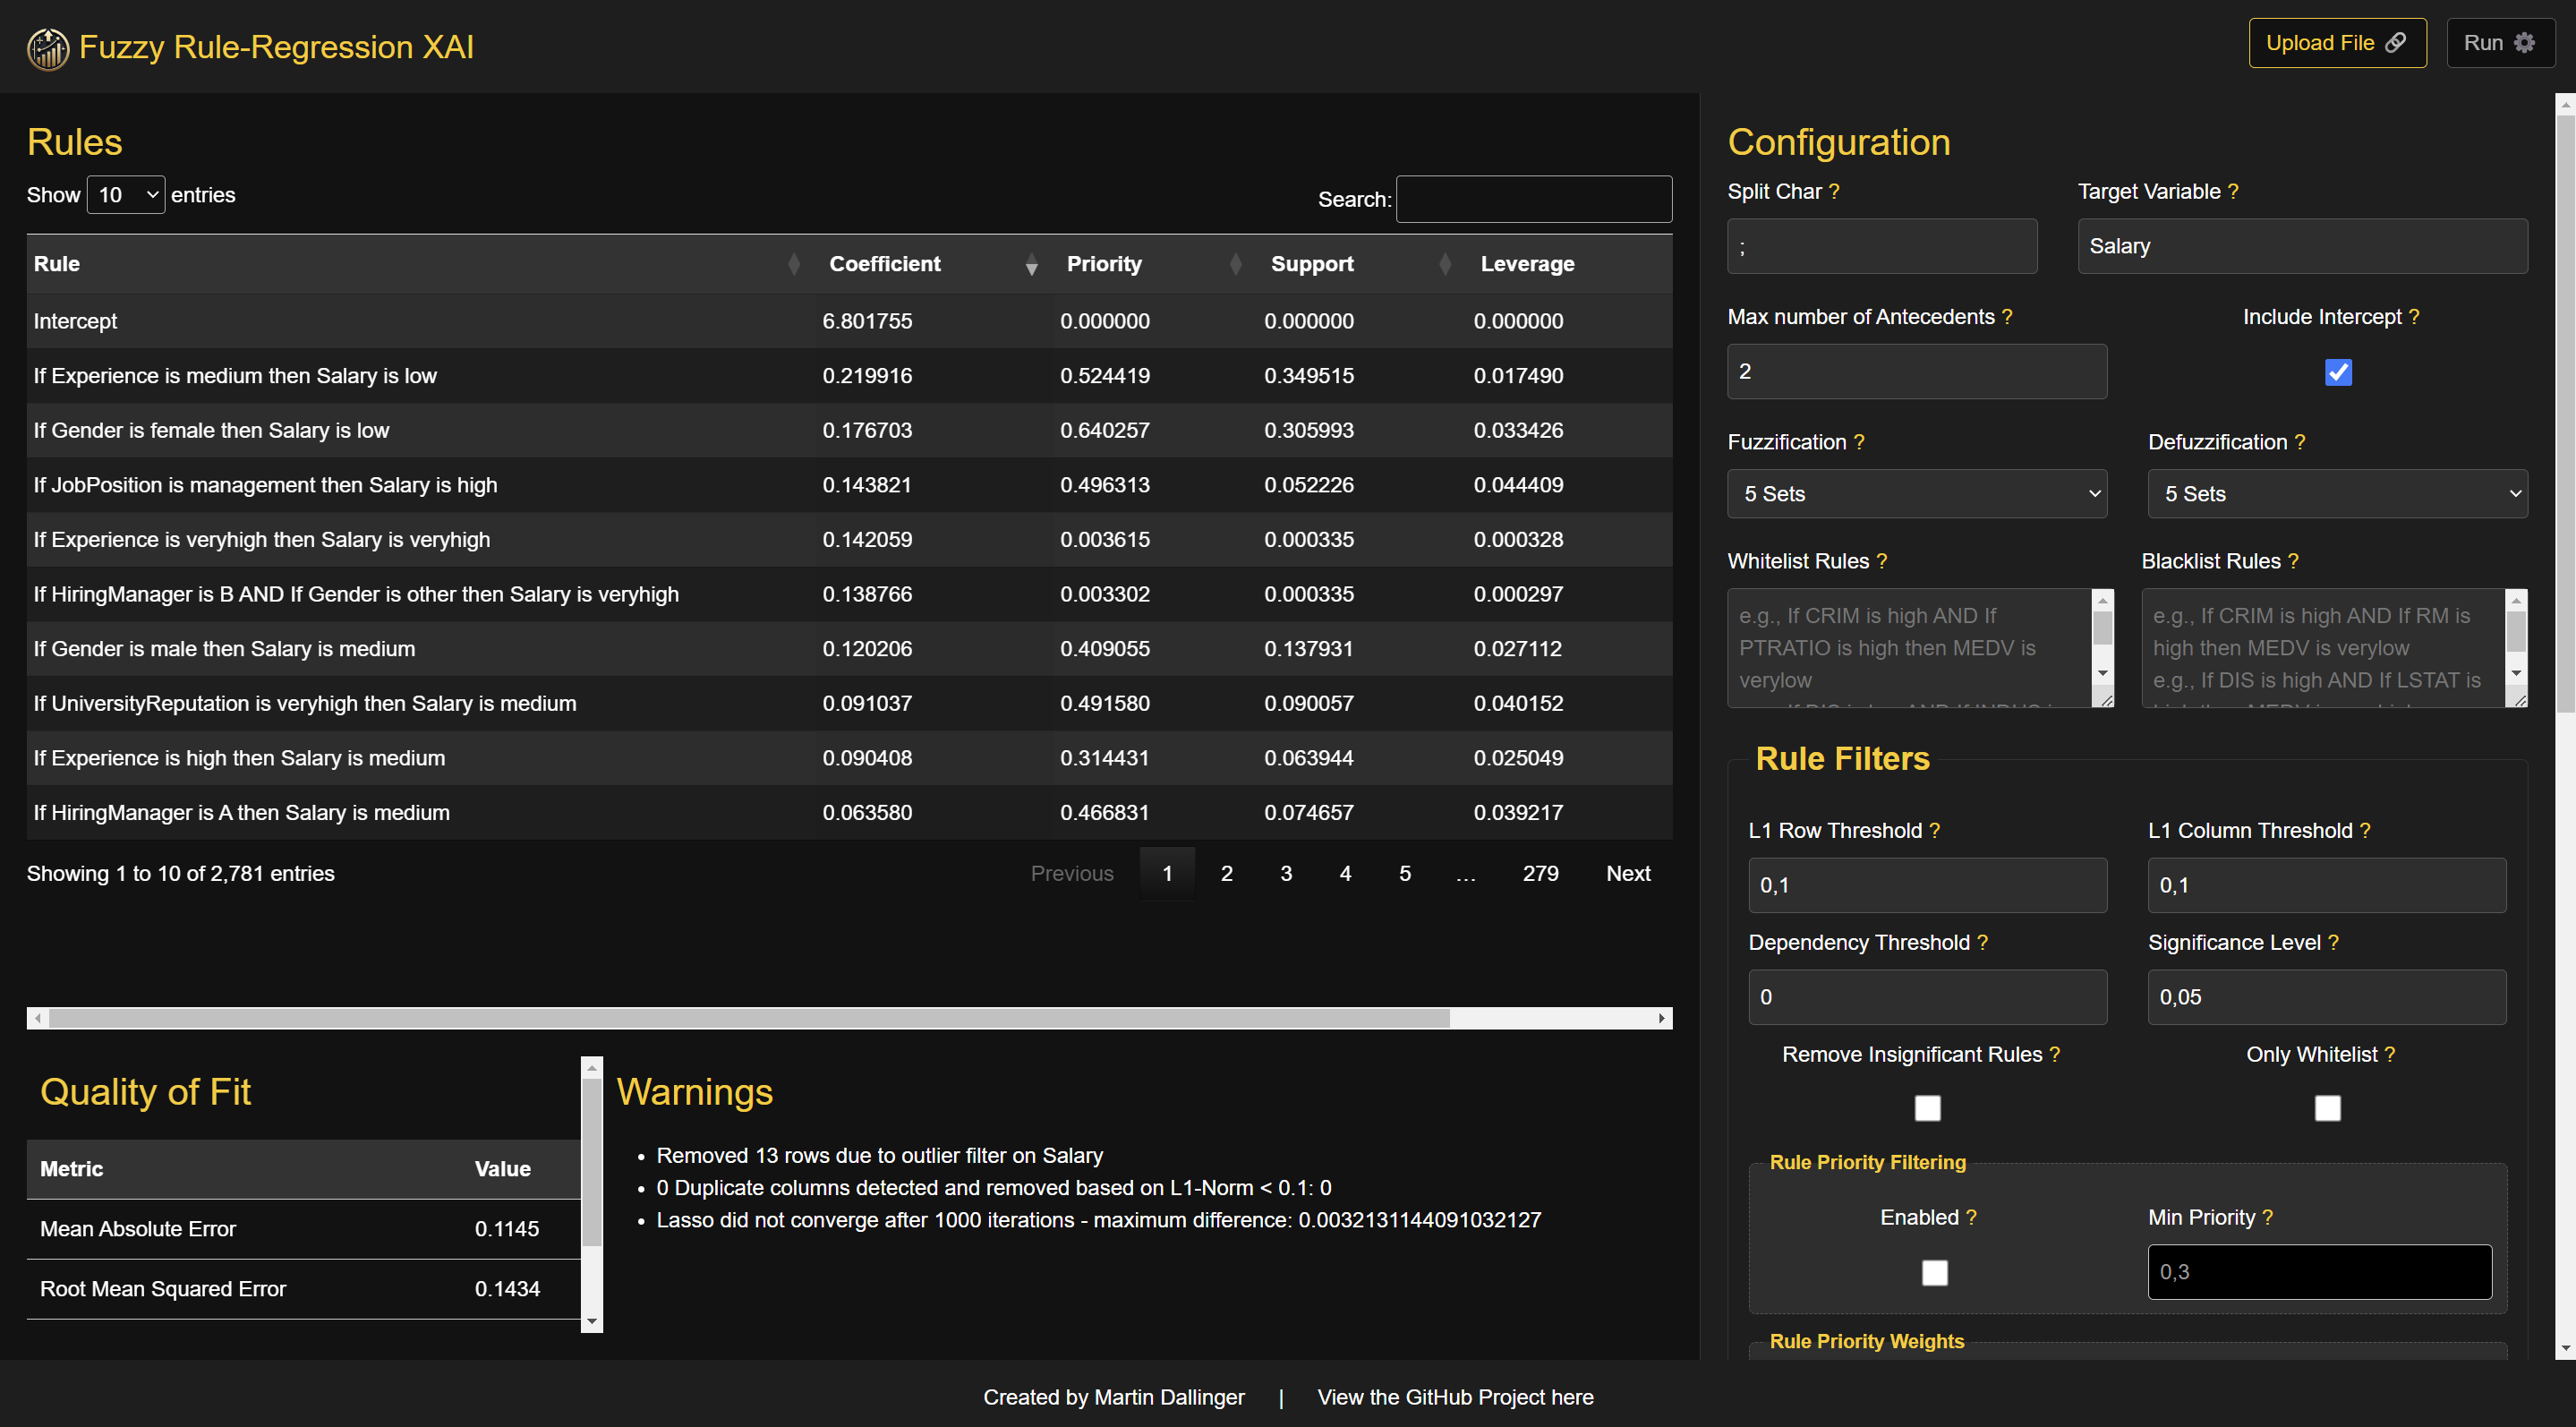 Fuzzy Rule-Regression XAI
Upload File
Run
Rules
Show 10 entries
Search:
Rule Coefficient Priority Support Leverage
Intercept 6.801755 0.000000 0.000000 0.000000
If Experience is medium then Salary is low 0.219916 0.524419 0.349515 0.017490
If Gender is female then Salary is low 0.176703 0.640257 0.305993 0.033426
If JobPosition is management then Salary is high 0.143821 0.496313 0.052226 0.044409
If Experience is veryhigh then Salary is veryhigh 0.142059 0.003615 0.000335 0.000328
If HiringManager is B AND If Gender is other then Salary is veryhigh 0.138766 0.003302 0.000335 0.000297
If Gender is male then Salary is medium 0.120206 0.409055 0.137931 0.027112
If UniversityReputation is veryhigh then Salary is medium 0.091037 0.491580 0.090057 0.040152
If Experience is high then Salary is medium 0.090408 0.314431 0.063944 0.025049
If HiringManager is A then Salary is medium 0.063580 0.466831 0.074657 0.039217
Showing 1 to 10 of 2,781 entries
Previous 1 2 3 4 5 … 279 Next
Quality of Fit
Metric Value
Mean Absolute Error 0.1145
Root Mean Squared Error 0.1434
Warnings
• Removed 13 rows due to outlier filter on Salary
• 0 Duplicate columns detected and removed based on L1-Norm < 0.1: 0
• Lasso did not converge after 1000 iterations - maximum difference: 0.0032131144091032127
Configuration
Split Char ? Target Variable ?
; Salary
Max number of Antecedents ? Include Intercept ?
2
Fuzzification ? Defuzzification ?
5 Sets 5 Sets
Whitelist Rules ? Blacklist Rules ?
e.g., If CRIM is high AND If
PTRATIO is high then MEDV is
verylow
e.g., If CRIM is high AND If RM is
high then MEDV is verylow
e.g., If DIS is high AND If LSTAT is
Rule Filters
L1 Row Threshold ? L1 Column Threshold ?
0,1 0,1
Dependency Threshold ? Significance Level ?
0 0,05
Remove Insignificant Rules ? Only Whitelist ?
Rule Priority Filtering
Enabled ? Min Priority ?
0,3
Rule Priority Weights
Created by Martin Dallinger | View the GitHub Project here